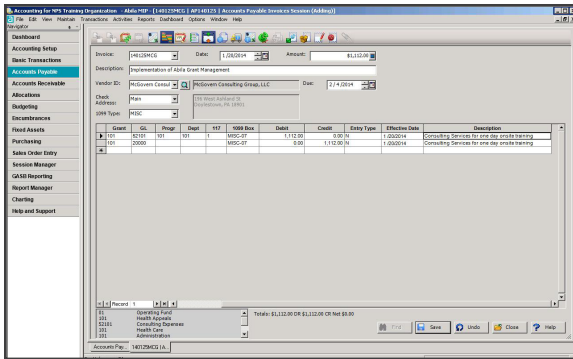 Accounting for NPS Training Organization - Abila MIP - [140125MCG | AP140125 | Accounts Payable Invoices Session (Adding)]
File Edit View Maintain Transactions Activities Reports Dashboard Options Window Help
Navigator
Dashboard
Accounting Setup
Basic Transactions
Accounts Payable
Accounts Receivable
Allocations
Budgeting
Encumbrances
Fixed Assets
Purchasing
Sales Order Entry
Session Manager
GASB Reporting
Report Manager
Charting
Help and Support
Invoice: 140125MCG Date: 1/20/2014 Amount: $1,112.00
Description: Implementation of Abila Grant Management
Vendor ID: McGovern Consul McGovern Consulting Group, LLC Due: 2/4/2014
Check Address: Main
Doylestown, PA 18901
1099 Type: MISC
Grant GL Progr Dept 117 1099 Box Debit Credit Entry Type Effective Date Description
101 52101 101 101 1 MISC-07 1,112.00 0.00 N 1/20/2014 Consulting Services for one day onsite training
101 20000 MISC-07 0.00 1,112.00 N 1/20/2014 Consulting Services for one day onsite training
Record 1
01 Operating Fund
101 Health Appeals
52101 Consulting Expenses
101 Health Care
101 Administration
Totals: $1,112.00 DR $1,112.00 CR Net $0.00
Find Save Undo Close Help
Accounts Pay... 140125MCG |A...